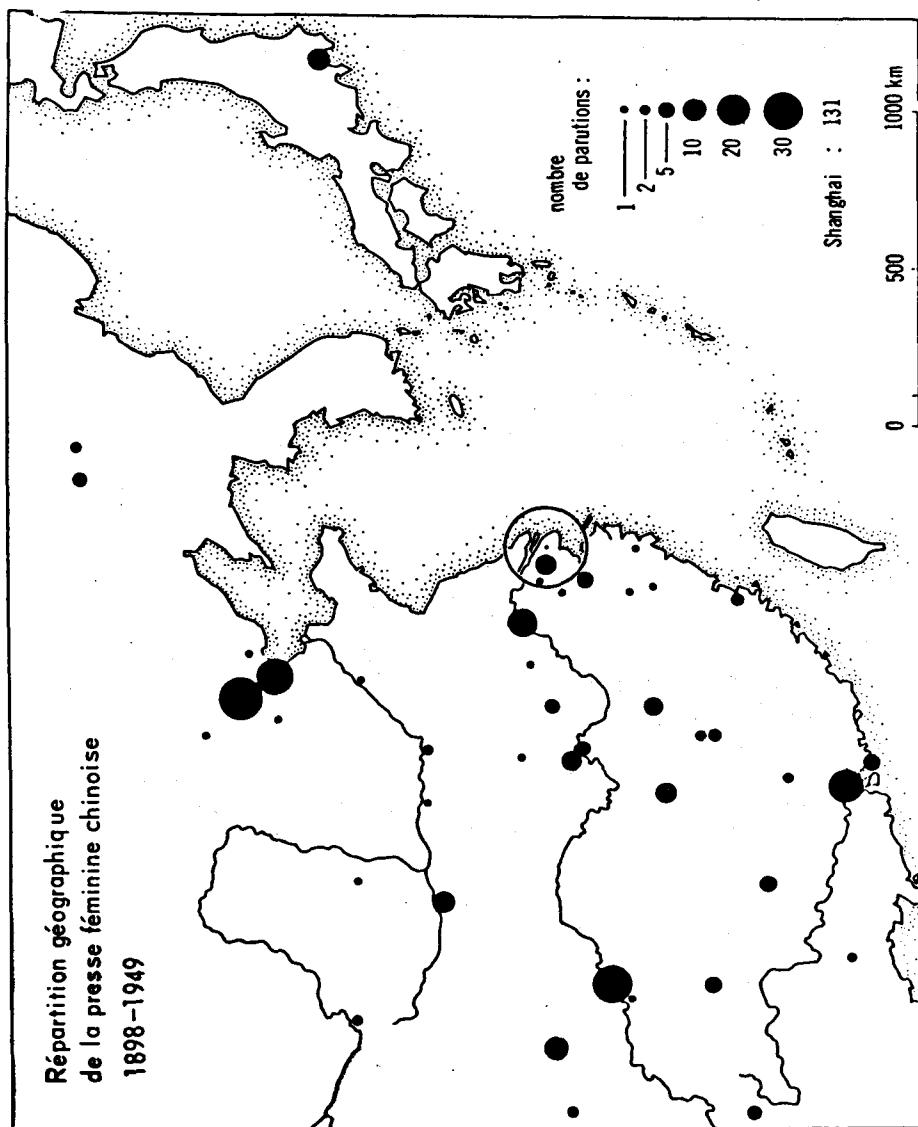 Répartition géographique
de la presse féminine chinoise
1898-1949
nombre
de parutions :
1
2
5
10
20
30
Shanghai : 131
0 500 1000 km